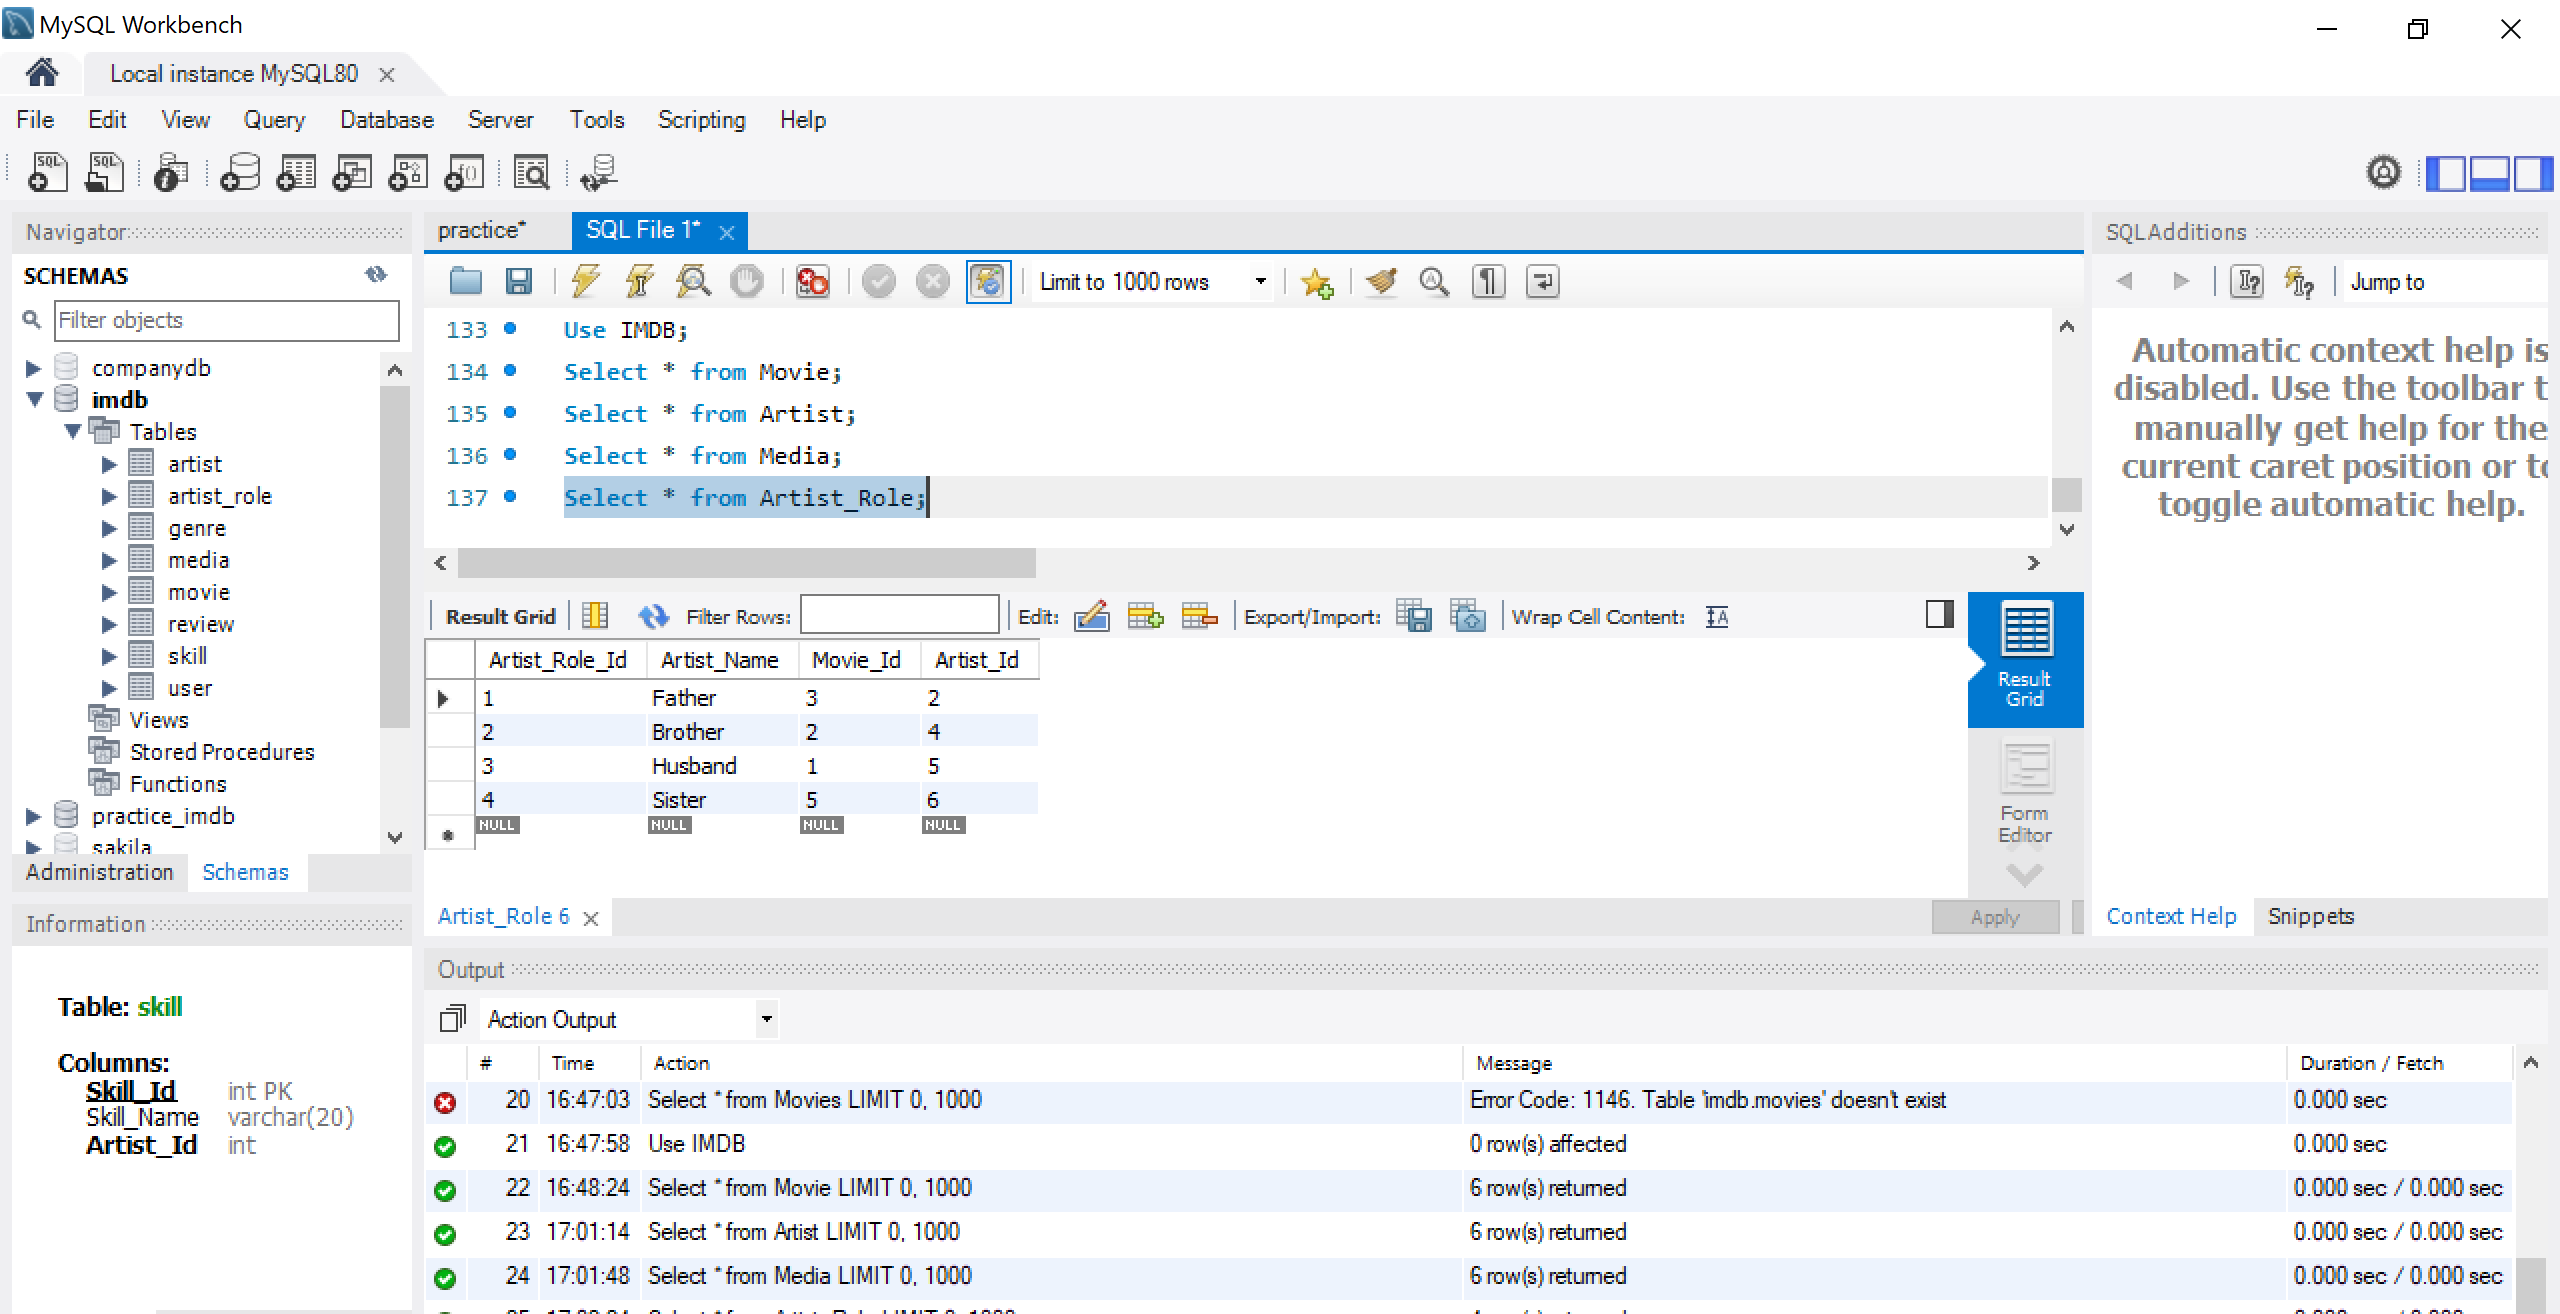 MySQL Workbench
Local instance MySQL80
File Edit View Query Database Server Tools Scripting Help
Navigator
SCHEMAS
Filter objects
companydb
imdb
Tables
artist
artist_role
genre
media
movie
review
skill
user
Views
Stored Procedures
Functions
practice_imdb
sakila
Administration Schemas
Information
Table: skill
Columns:
Skill_Id int PK
Skill_Name varchar(20)
Artist_Id int
practice* SQL File 1*
Limit to 1000 rows
133 Use IMDB;
134 Select * from Movie;
135 Select * from Artist;
136 Select * from Media;
137 Select * from Artist_Role;
Result Grid Filter Rows: Edit: Export/Import: Wrap Cell Content:
Artist_Role_Id Artist_Name Movie_Id Artist_Id
1 Father 3 2
2 Brother 2 4
3 Husband 1 5
4 Sister 5 6
NULL NULL NULL NULL
Result
Grid
Form
Editor
Artist_Role 6
Apply
SQLAdditions
Jump to
Automatic context help is
disabled. Use the toolbar t
manually get help for the
current caret position or to
toggle automatic help.
Context Help Snippets
Output
Action Output
# Time Action Message Duration / Fetch
20 16:47:03 Select * from Movies LIMIT 0, 1000 Error Code: 1146. Table 'imdb.movies' doesn't exist 0.000 sec
21 16:47:58 Use IMDB 0 row(s) affected 0.000 sec
22 16:48:24 Select * from Movie LIMIT 0, 1000 6 row(s) returned 0.000 sec / 0.000 sec
23 17:01:14 Select * from Artist LIMIT 0, 1000 6 row(s) returned 0.000 sec / 0.000 sec
24 17:01:48 Select * from Media LIMIT 0, 1000 6 row(s) returned 0.000 sec / 0.000 sec